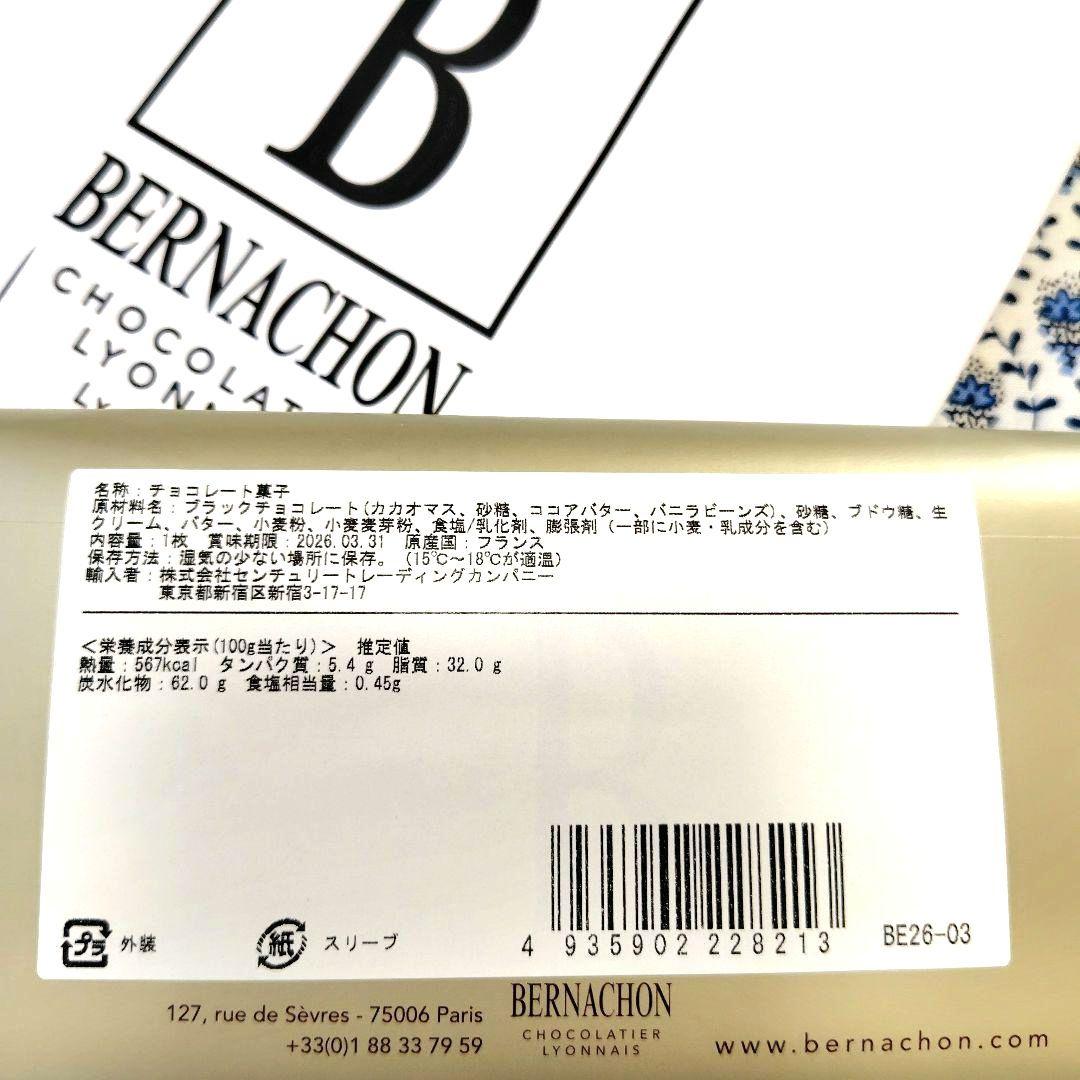 B
BERNACHON
CHOCOLATI
LYONN
LY
名称：チョコレート菓子
原材料名：ブラックチョコレート(カカオマス、砂糖、ココアバター、バニラビーンズ)、砂糖、ブドウ糖、生
クリーム、バター、小麦粉、小麦麦芽粉、食塩/乳化剤、膨張剤（一部に小麦・乳成分を含む）
内容量：1枚　賞味期限：2026.03.31　原産国：フランス
保存方法：湿気の少ない場所に保存。（15℃～18℃が適温）
輸入者：株式会社センチュリートレーディングカンパニー
東京都新宿区新宿3-17-17
＜栄養成分表示(100g当たり)＞　推定値
熱量：567kcal　タンパク質：5.4 g　脂質：32.0 g
炭水化物：62.0 g　食塩相当量：0.45g
プラ 外装
紙 スリーブ
4 935902 228213
BE26-03
127, rue de Sèvres - 75006 Paris
+33(0)1 88 33 79 59
BERNACHON
CHOCOLATIER
LYONNAIS
www.bernachon.com